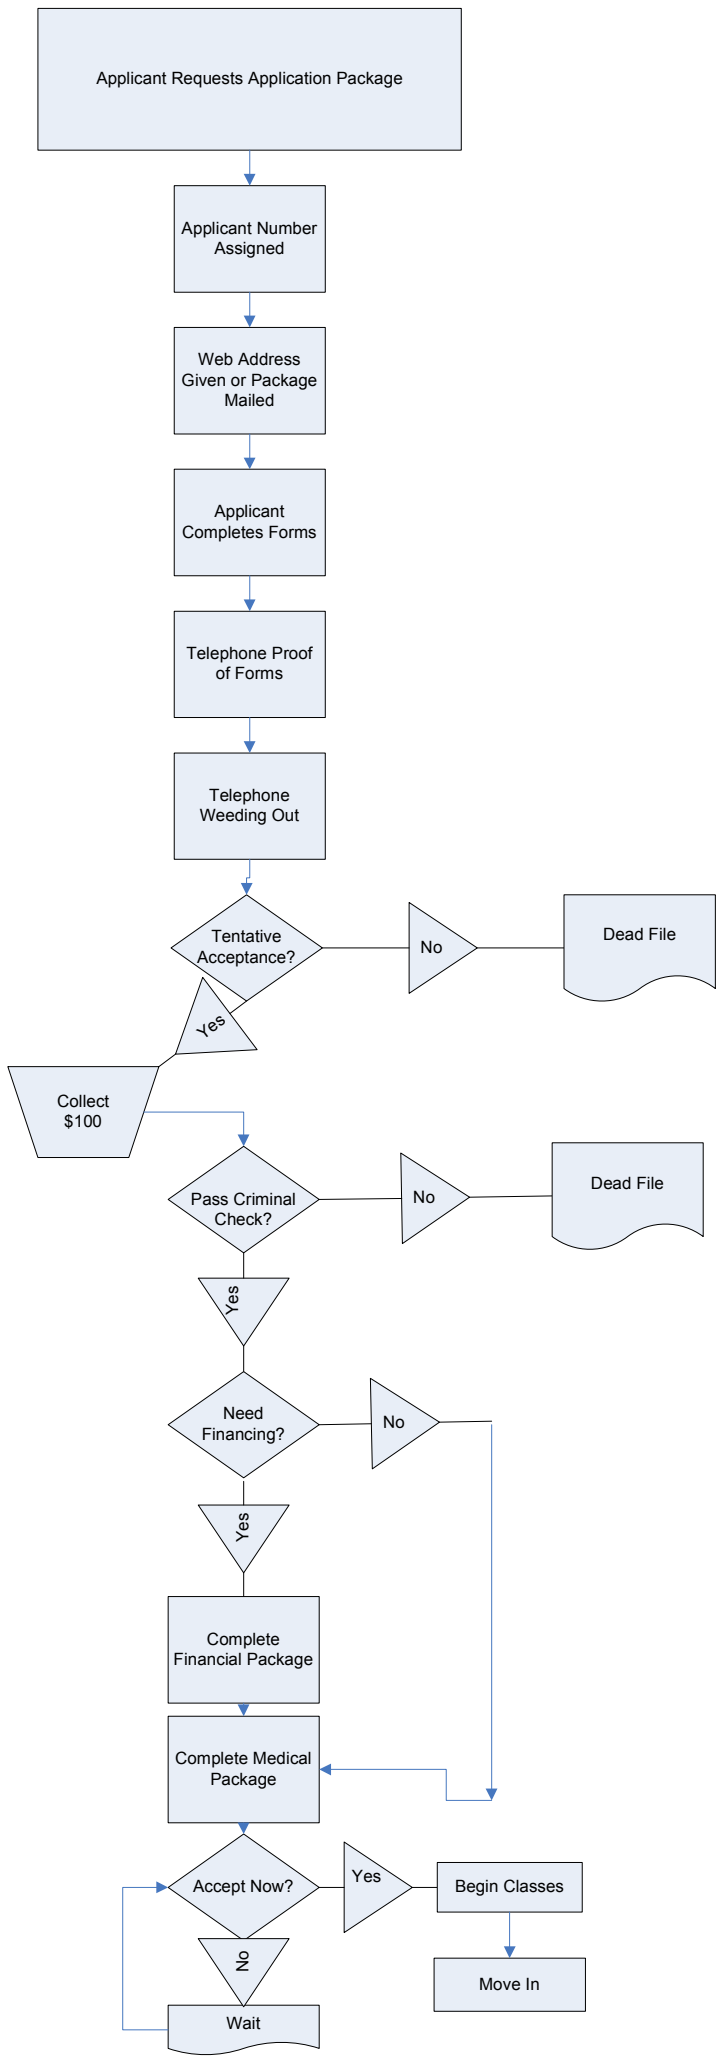 Applicant Requests Application Package
Applicant Number
Assigned
Web Address
Given or Package
Mailed
Applicant
Completes Forms
Telephone Proof
of Forms
Telephone
Weeding Out
Tentative
Acceptance?
No
Dead File
Yes
Collect
$100
Pass Criminal
Check?
No
Dead File
Yes
Need
Financing?
No
Yes
Complete
Financial Package
Complete Medical
Package
Accept Now?
Yes
Begin Classes
No
Move In
Wait